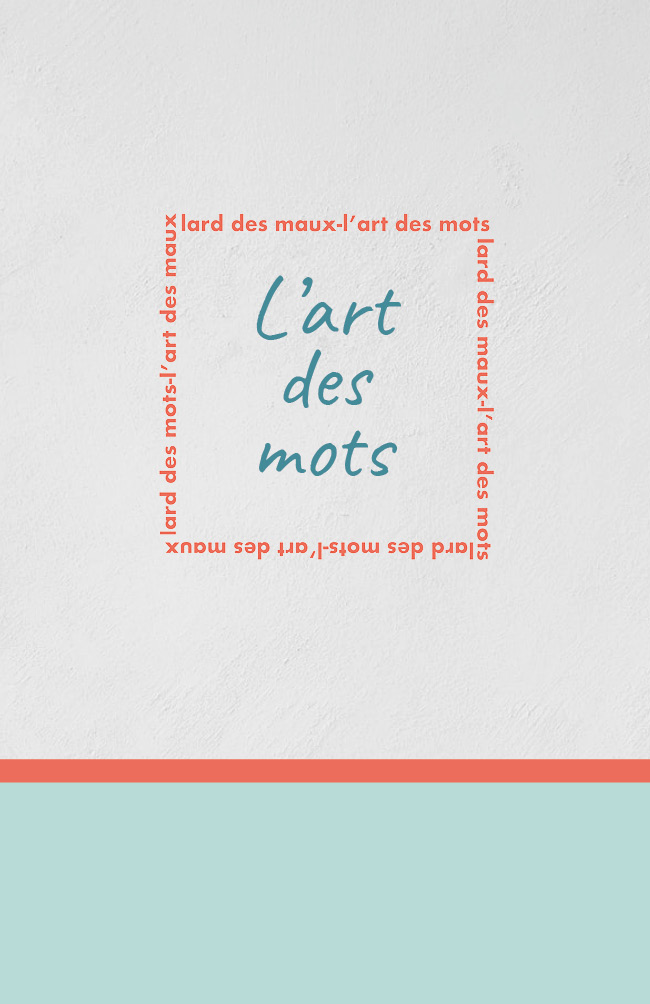 lard des maux-l’art des mots
lard des maux-l’art des mots
lard des mots-l’art des maux
lard des mots-l’art des maux
L’art
des
mots